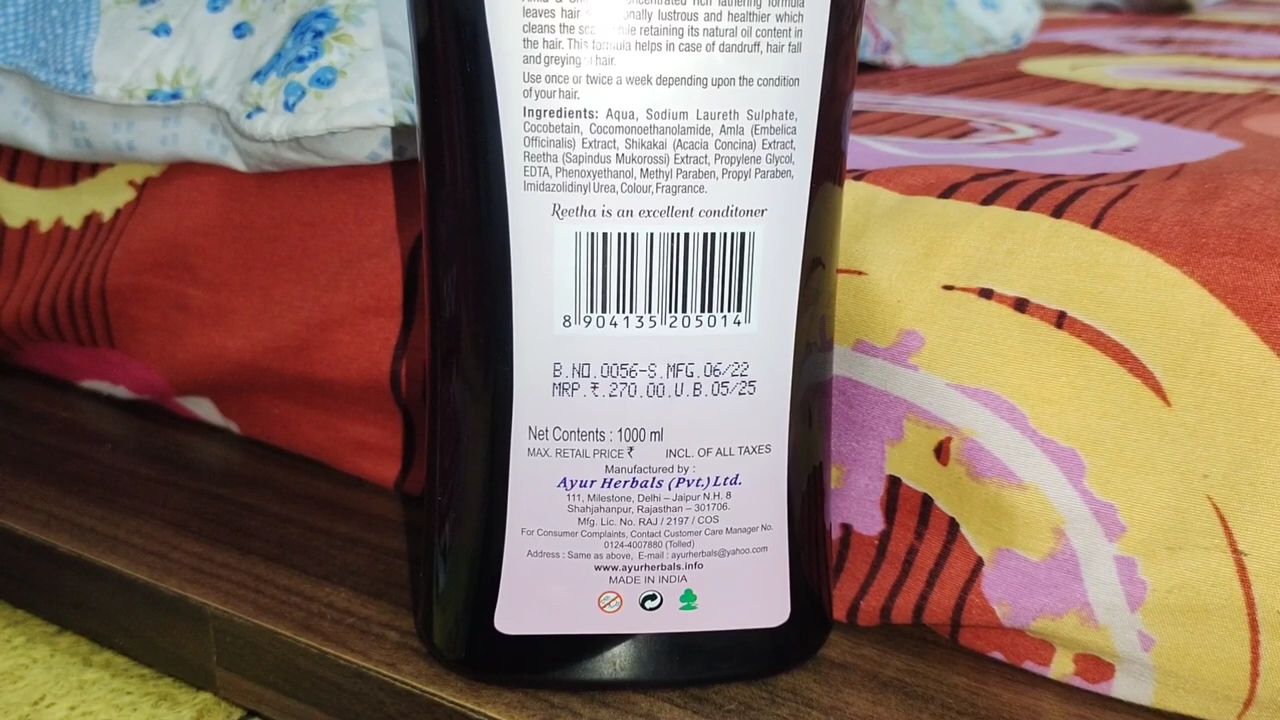 concentrated rich lathering formula
leaves hair onally lustrous and healthier which
cleans the while retaining its natural oil content in
the hair. This formula helps in case of dandruff, hair fall
and greying hair.
Use once or twice a week depending upon the condition
of your hair.
Ingredients: Aqua, Sodium Laureth Sulphate,
Cocobetain, Cocomonoethanolamide, Amla (Embelica
Officinalis) Extract, Shikakai (Acacia Concina) Extract,
Reetha (Sapindus Mukorossi) Extract, Propylene Glycol,
EDTA, Phenoxyethanol, Methyl Paraben, Propyl Paraben,
Imidazolidinyl Urea, Colour, Fragrance.
Reetha is an excellent conditoner
8 904135 205014
B.NO.0056-S.MFG.06/22
MRP.₹.270.00.U.B.05/25
Net Contents : 1000 ml
MAX. RETAIL PRICE ₹ INCL. OF ALL TAXES
Manufactured by :
Ayur Herbals (Pvt.) Ltd.
111, Milestone, Delhi – Jaipur N.H. 8
Shahjahanpur, Rajasthan – 301706.
Mfg. Lic. No. RAJ / 2197 / COS
For Consumer Complaints, Contact Customer Care Manager No.
0124-4007880 (Tolled)
Address : Same as above, E-mail : ayurherbals@yahoo.com
www.ayurherbals.info
MADE IN INDIA